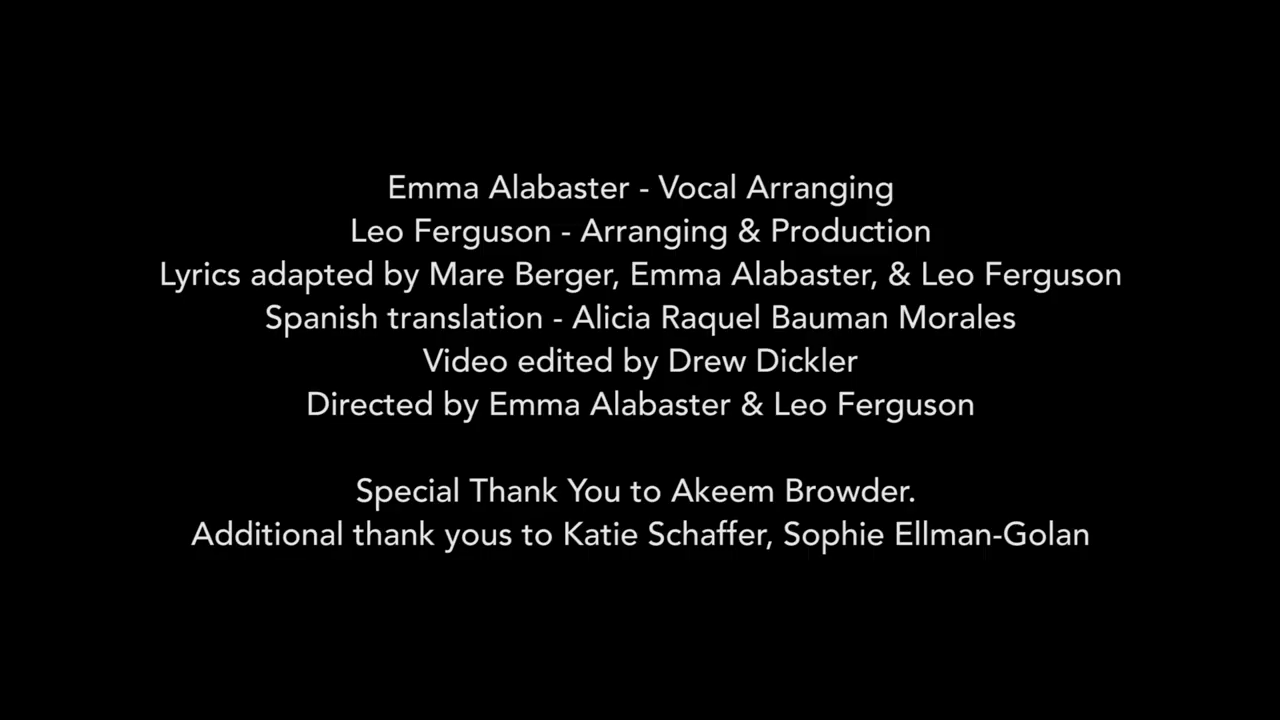 Emma Alabaster - Vocal Arranging
Leo Ferguson - Arranging & Production
Lyrics adapted by Mare Berger, Emma Alabaster, & Leo Ferguson
Spanish translation - Alicia Raquel Bauman Morales
Video edited by Drew Dickler
Directed by Emma Alabaster & Leo Ferguson
Special Thank You to Akeem Browder.
Additional thank yous to Katie Schaffer, Sophie Ellman-Golan